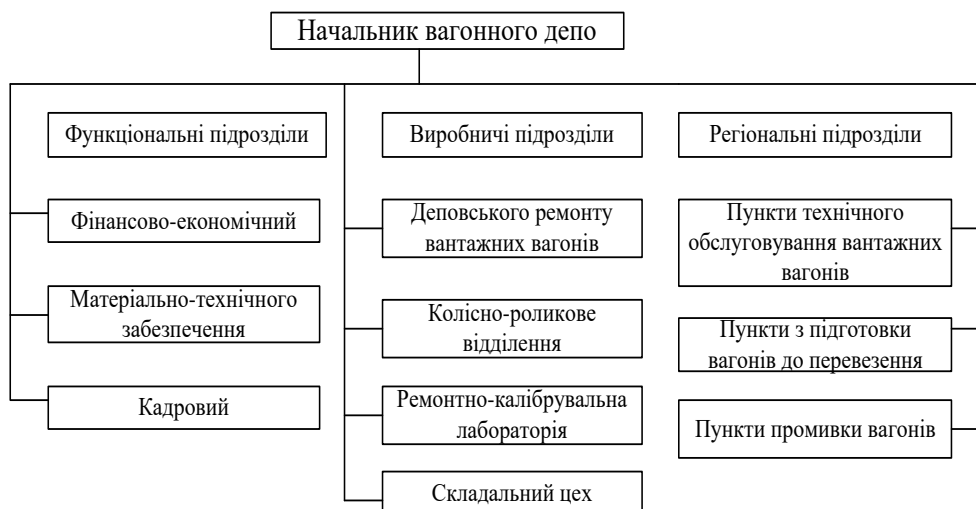 Начальник вагонного депо
Функціональні підрозділи
Фінансово-економічний
Матеріально-технічного
забезпечення
Кадровий
Виробничі підрозділи
Деповського ремонту
вантажних вагонів
Колісно-роликове
відділення
Ремонтно-калібрувальна
лабораторія
Складальний цех
Регіональні підрозділи
Пункти технічного
обслуговування вантажних
вагонів
Пункти з підготовки
вагонів до перевезення
Пункти промивки вагонів